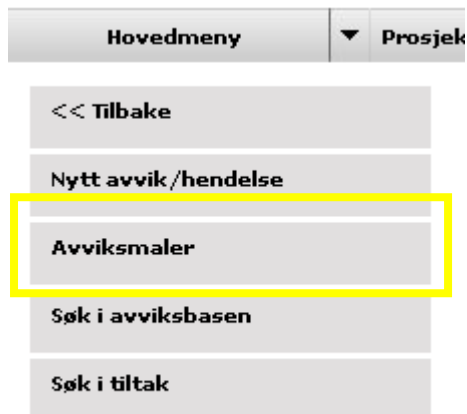 Hovedmeny ▼ Prosjek
<< Tilbake
Nytt avvik/hendelse
Avviksmaler
Søk i avviksbasen
Søk i tiltak